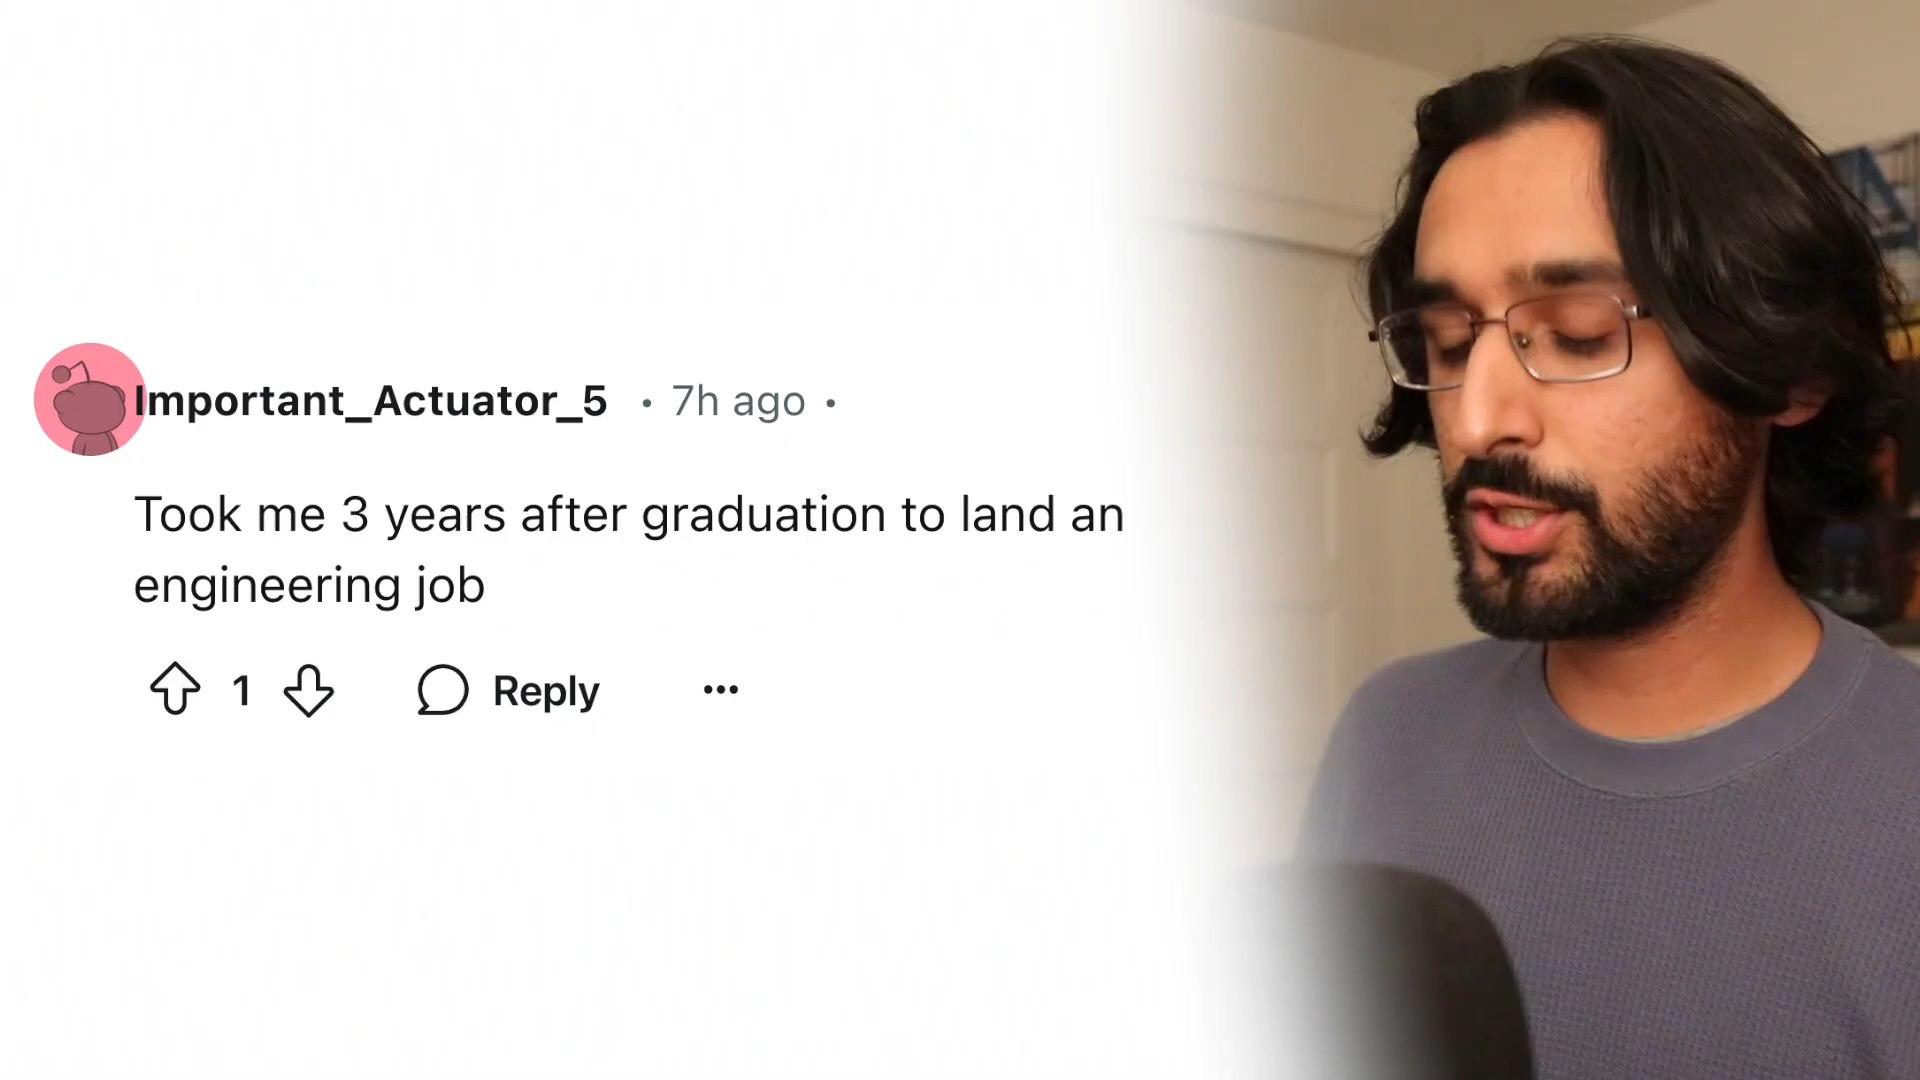 Important_Actuator_5 • 7h ago •
Took me 3 years after graduation to land an
engineering job
1 Reply •••